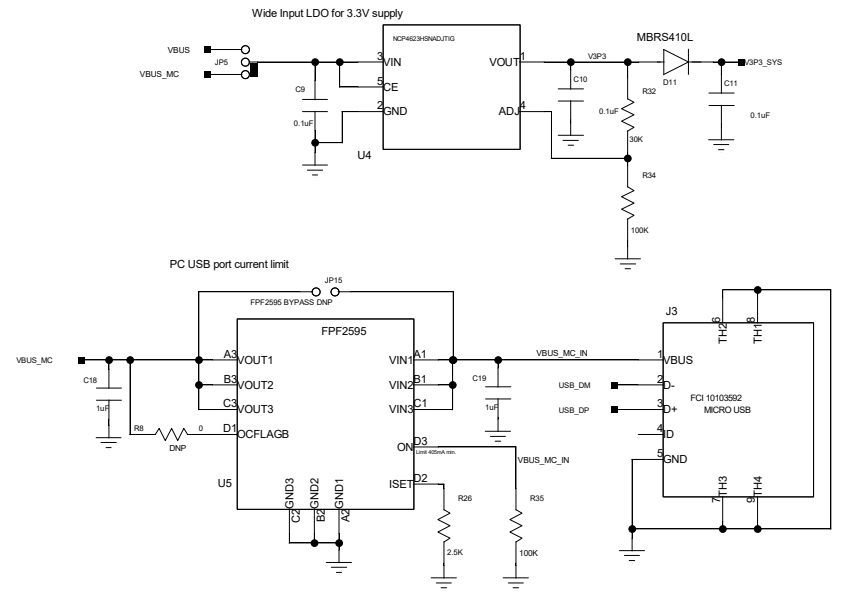 Wide Input LDO for 3.3V supply
NCP4623HSNADJTIG
MBRS410L
VBUS
JP5
VBUS_MC
3
VIN
5
CE
2
GND
VOUT
1
ADJ
4
U4
C9
0.1uF
V3P3
C10
0.1uF
R32
30K
D11
C11
0.1uF
V3P3_SYS
R34
100K
PC USB port current limit
JP15
FPF2595 BYPASS DNP
FPF2595
VBUS_MC
C18
1uF
R8
0
DNP
A3
VOUT1
B3
VOUT2
C3
VOUT3
D1
OCFLAGB
VIN1
A1
VIN2
B1
VIN3
C1
ON
D3
Limit 405mA min.
ISET
D2
U5
GND3
C2
GND2
B2
GND1
A2
C19
1uF
VBUS_MC_IN
VBUS_MC_IN
R26
2.5K
R35
100K
J3
TH2
6
TH1
8
1
VBUS
USB_DM
2
D-
USB_DP
3
D+
4
ID
5
GND
FCI 10103592
MICRO USB
TH3
7
TH4
9